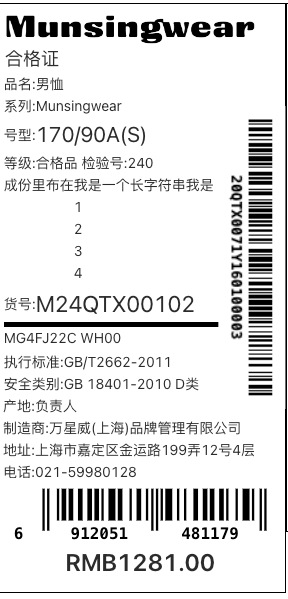 Munsingwear
合格证
品名:男恤
系列:Munsingwear
号型:170/90A(S)
等级:合格品 检验号:240
成份里布在我是一个长字符串我是
1
2
3
4
20QTX0071Y160100003
货号:M24QTX00102
MG4FJ22C WH00
执行标准:GB/T2662-2011
安全类别:GB 18401-2010 D类
产地:负责人
制造商:万星威(上海)品牌管理有限公司
地址:上海市嘉定区金运路199弄12号4层
电话:021-59980128
6 912051 481179
RMB1281.00